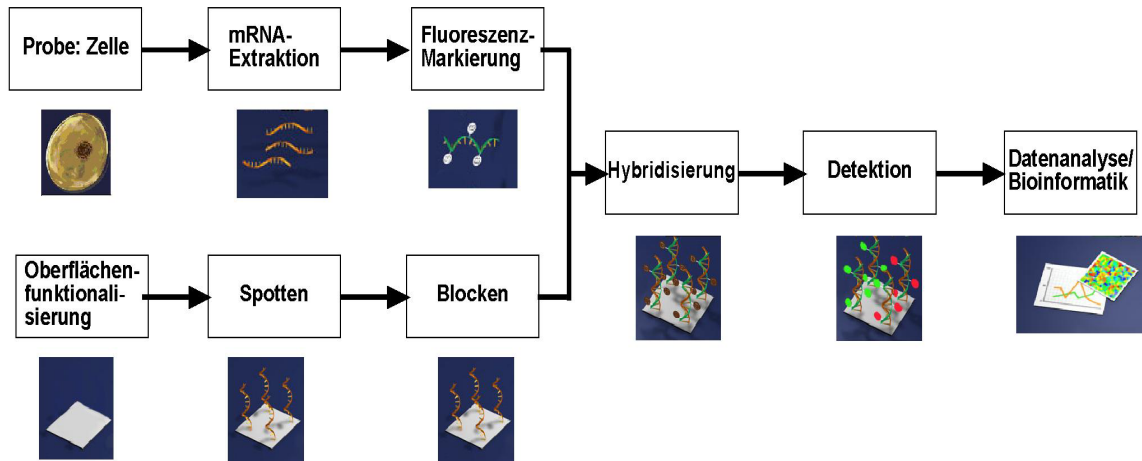 Probe: Zelle
mRNA-
Extraktion
Fluoreszenz-
Markierung
Hybridisierung
Detektion
Datenanalyse/
Bioinformatik
Oberflächen-
funktionali-
sierung
Spotten
Blocken